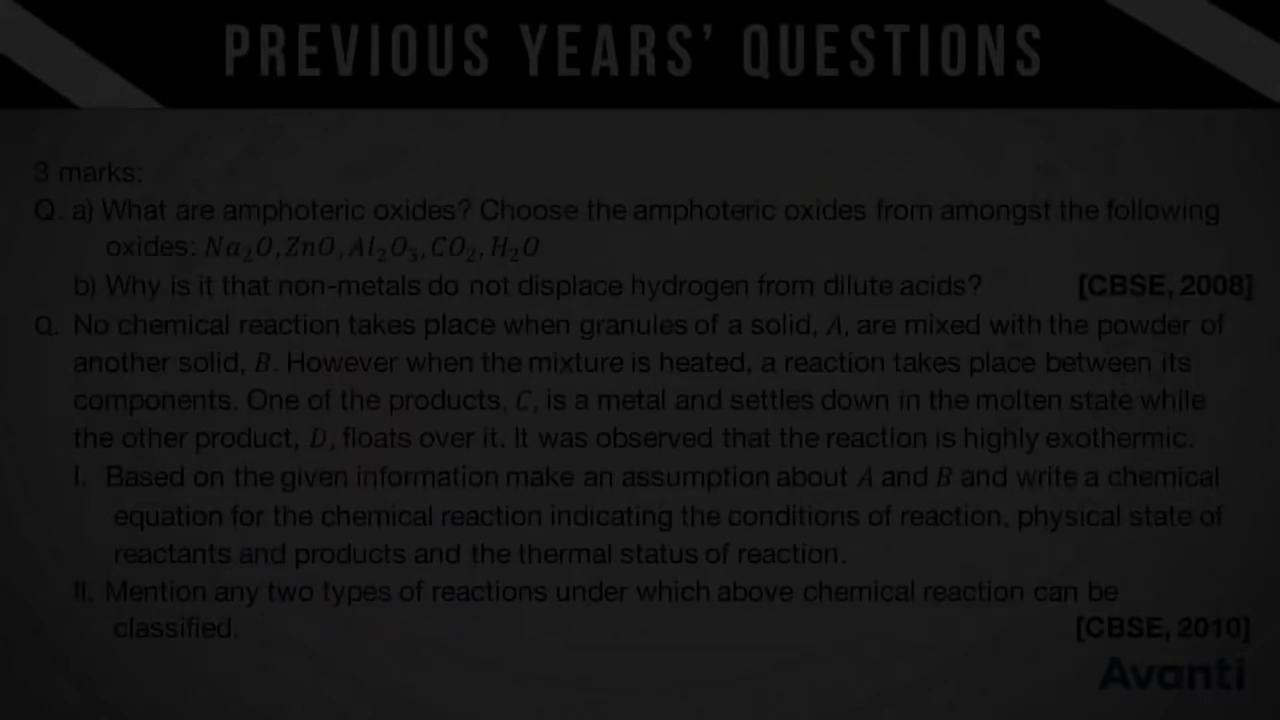 PREVIOUS YEARS' QUESTIONS
3 marks:
Q. a) What are amphoteric oxides? Choose the amphoteric oxides from amongst the following
oxides: Na₂O, ZnO, Al₂O₃, CO₂, H₂O
b) Why is it that non-metals do not displace hydrogen from dilute acids? [CBSE, 2008]
Q. No chemical reaction takes place when granules of a solid, A, are mixed with the powder of
another solid, B. However when the mixture is heated, a reaction takes place between its
components. One of the products, C, is a metal and settles down in the molten state while
the other product, D, floats over it. It was observed that the reaction is highly exothermic.
I. Based on the given information make an assumption about A and B and write a chemical
equation for the chemical reaction indicating the conditions of reaction, physical state of
reactants and products and the thermal status of reaction.
II. Mention any two types of reactions under which above chemical reaction can be
classified. [CBSE, 2010]
Avanti